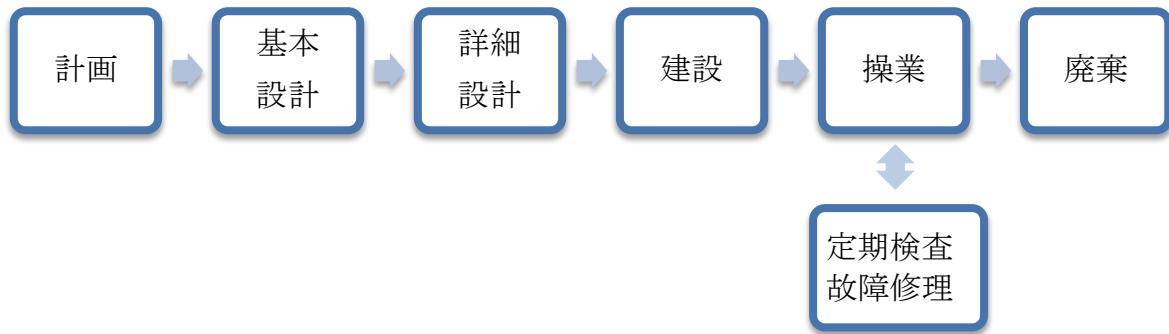 計画
基本
設計
詳細
設計
建設
操業
廃棄
定期検査
故障修理